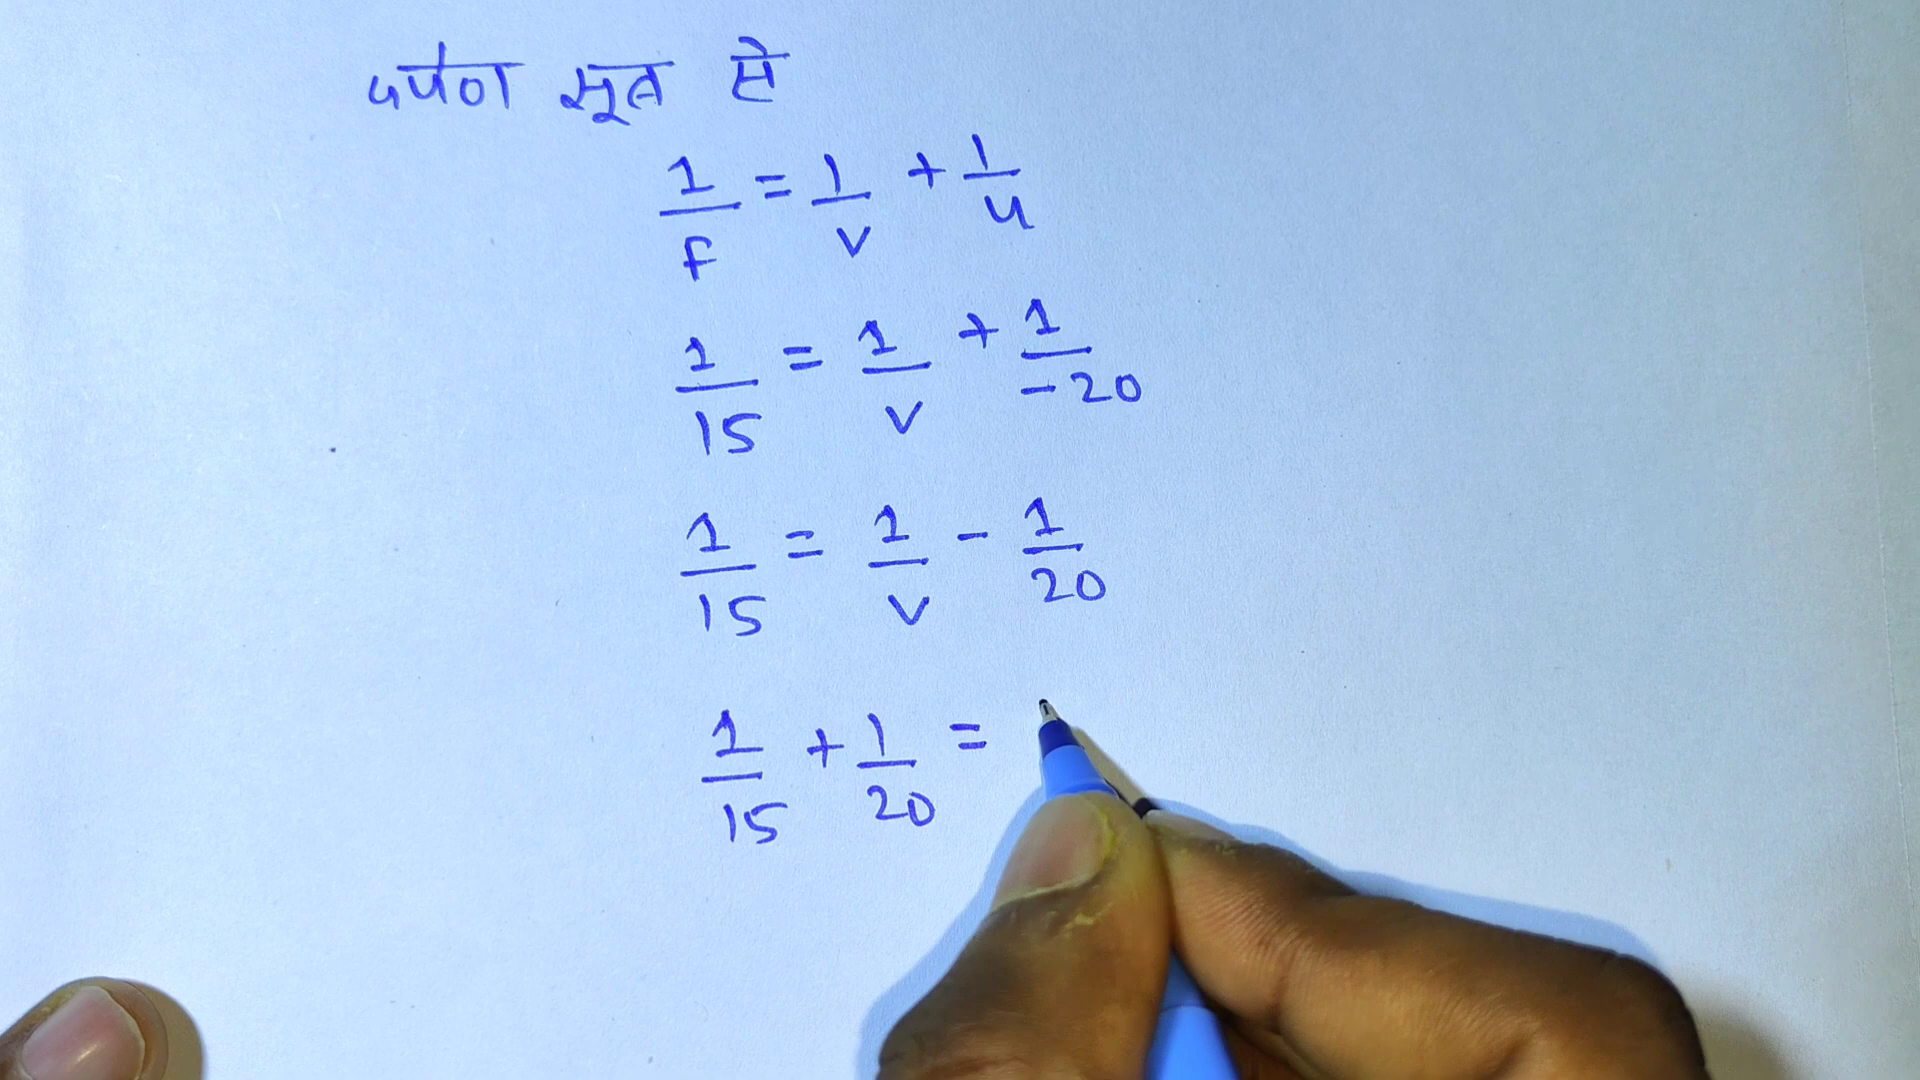 दर्पण सूत्र से
1/f = 1/v + 1/u
1/15 = 1/v + 1/-20
1/15 = 1/v - 1/20
1/15 + 1/20 =